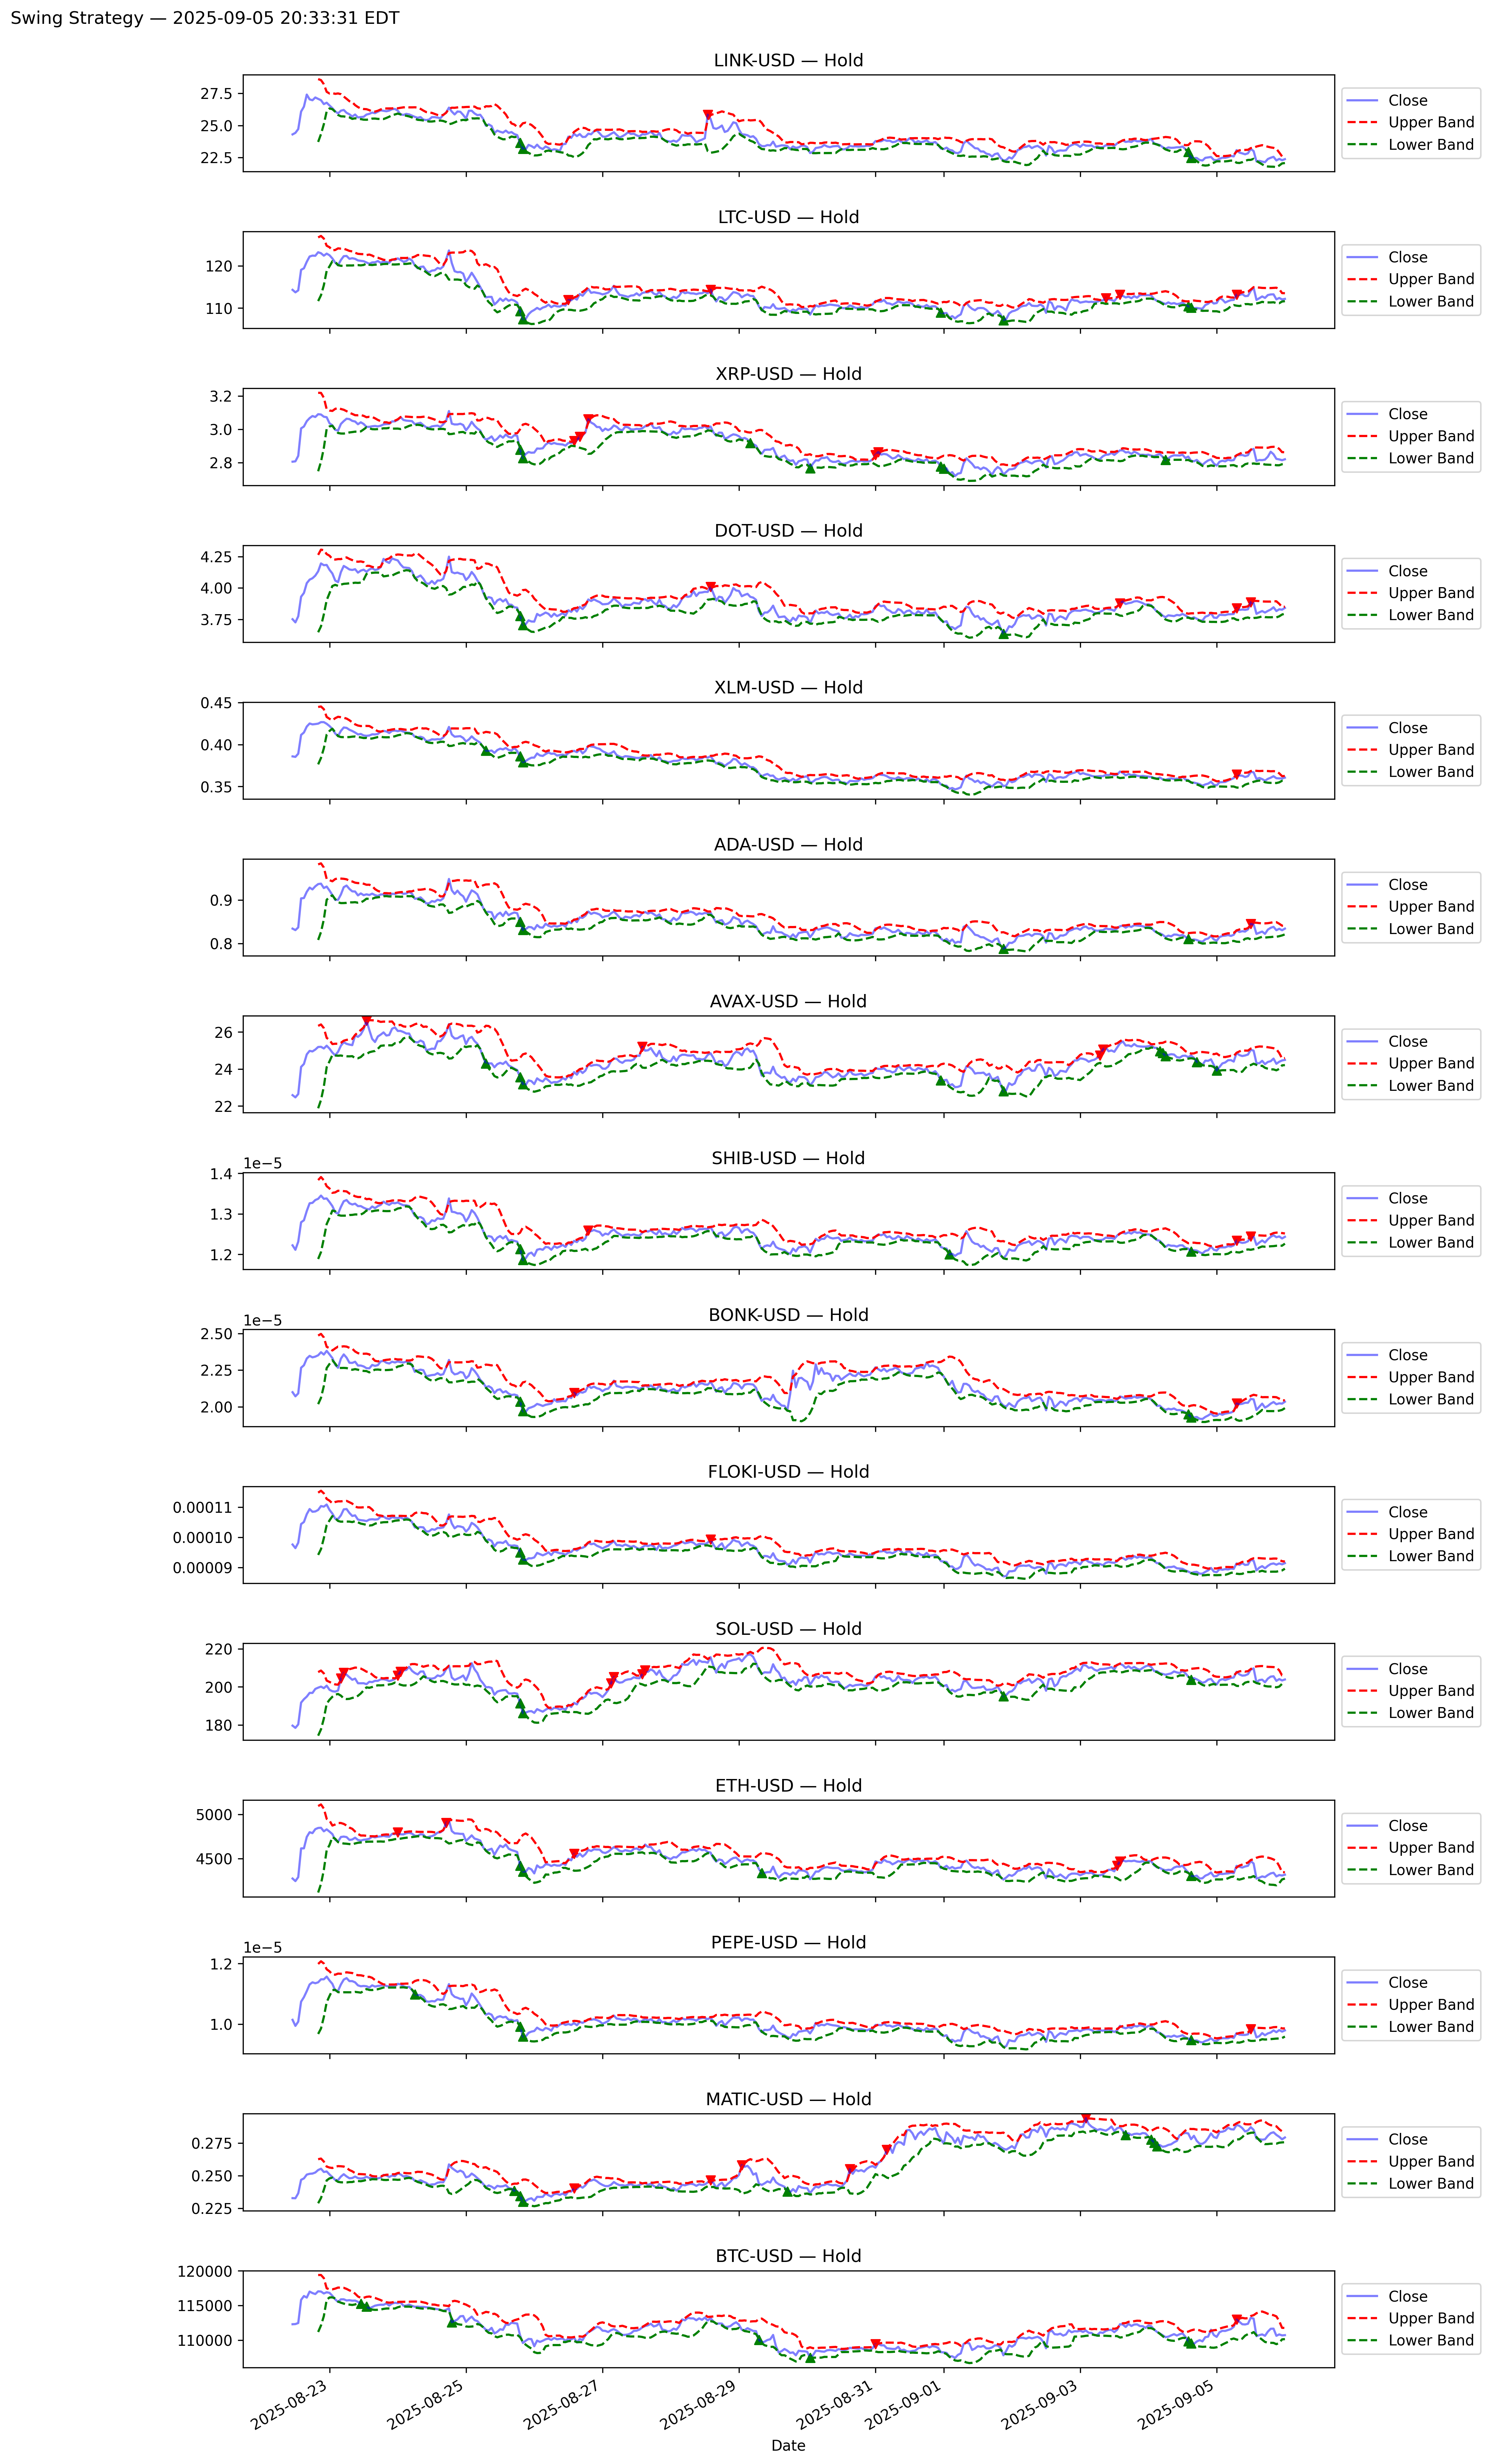 Swing Strategy — 2025-09-05 20:33:31 EDT
LINK-USD — Hold
27.5
25.0
22.5
Close
Upper Band
Lower Band
LTC-USD — Hold
120
110
Close
Upper Band
Lower Band
XRP-USD — Hold
3.2
3.0
2.8
Close
Upper Band
Lower Band
DOT-USD — Hold
4.25
4.00
3.75
Close
Upper Band
Lower Band
XLM-USD — Hold
0.45
0.40
0.35
Close
Upper Band
Lower Band
ADA-USD — Hold
0.9
0.8
Close
Upper Band
Lower Band
AVAX-USD — Hold
26
24
22
Close
Upper Band
Lower Band
SHIB-USD — Hold
1e−5
1.4
1.3
1.2
Close
Upper Band
Lower Band
BONK-USD — Hold
1e−5
2.50
2.25
2.00
Close
Upper Band
Lower Band
FLOKI-USD — Hold
0.00011
0.00010
0.00009
Close
Upper Band
Lower Band
SOL-USD — Hold
220
200
180
Close
Upper Band
Lower Band
ETH-USD — Hold
5000
4500
Close
Upper Band
Lower Band
PEPE-USD — Hold
1e−5
1.2
1.0
Close
Upper Band
Lower Band
MATIC-USD — Hold
0.275
0.250
0.225
Close
Upper Band
Lower Band
BTC-USD — Hold
120000
115000
110000
Close
Upper Band
Lower Band
2025-08-23
2025-08-25
2025-08-27
2025-08-29
2025-08-31
2025-09-01
2025-09-03
2025-09-05
Date